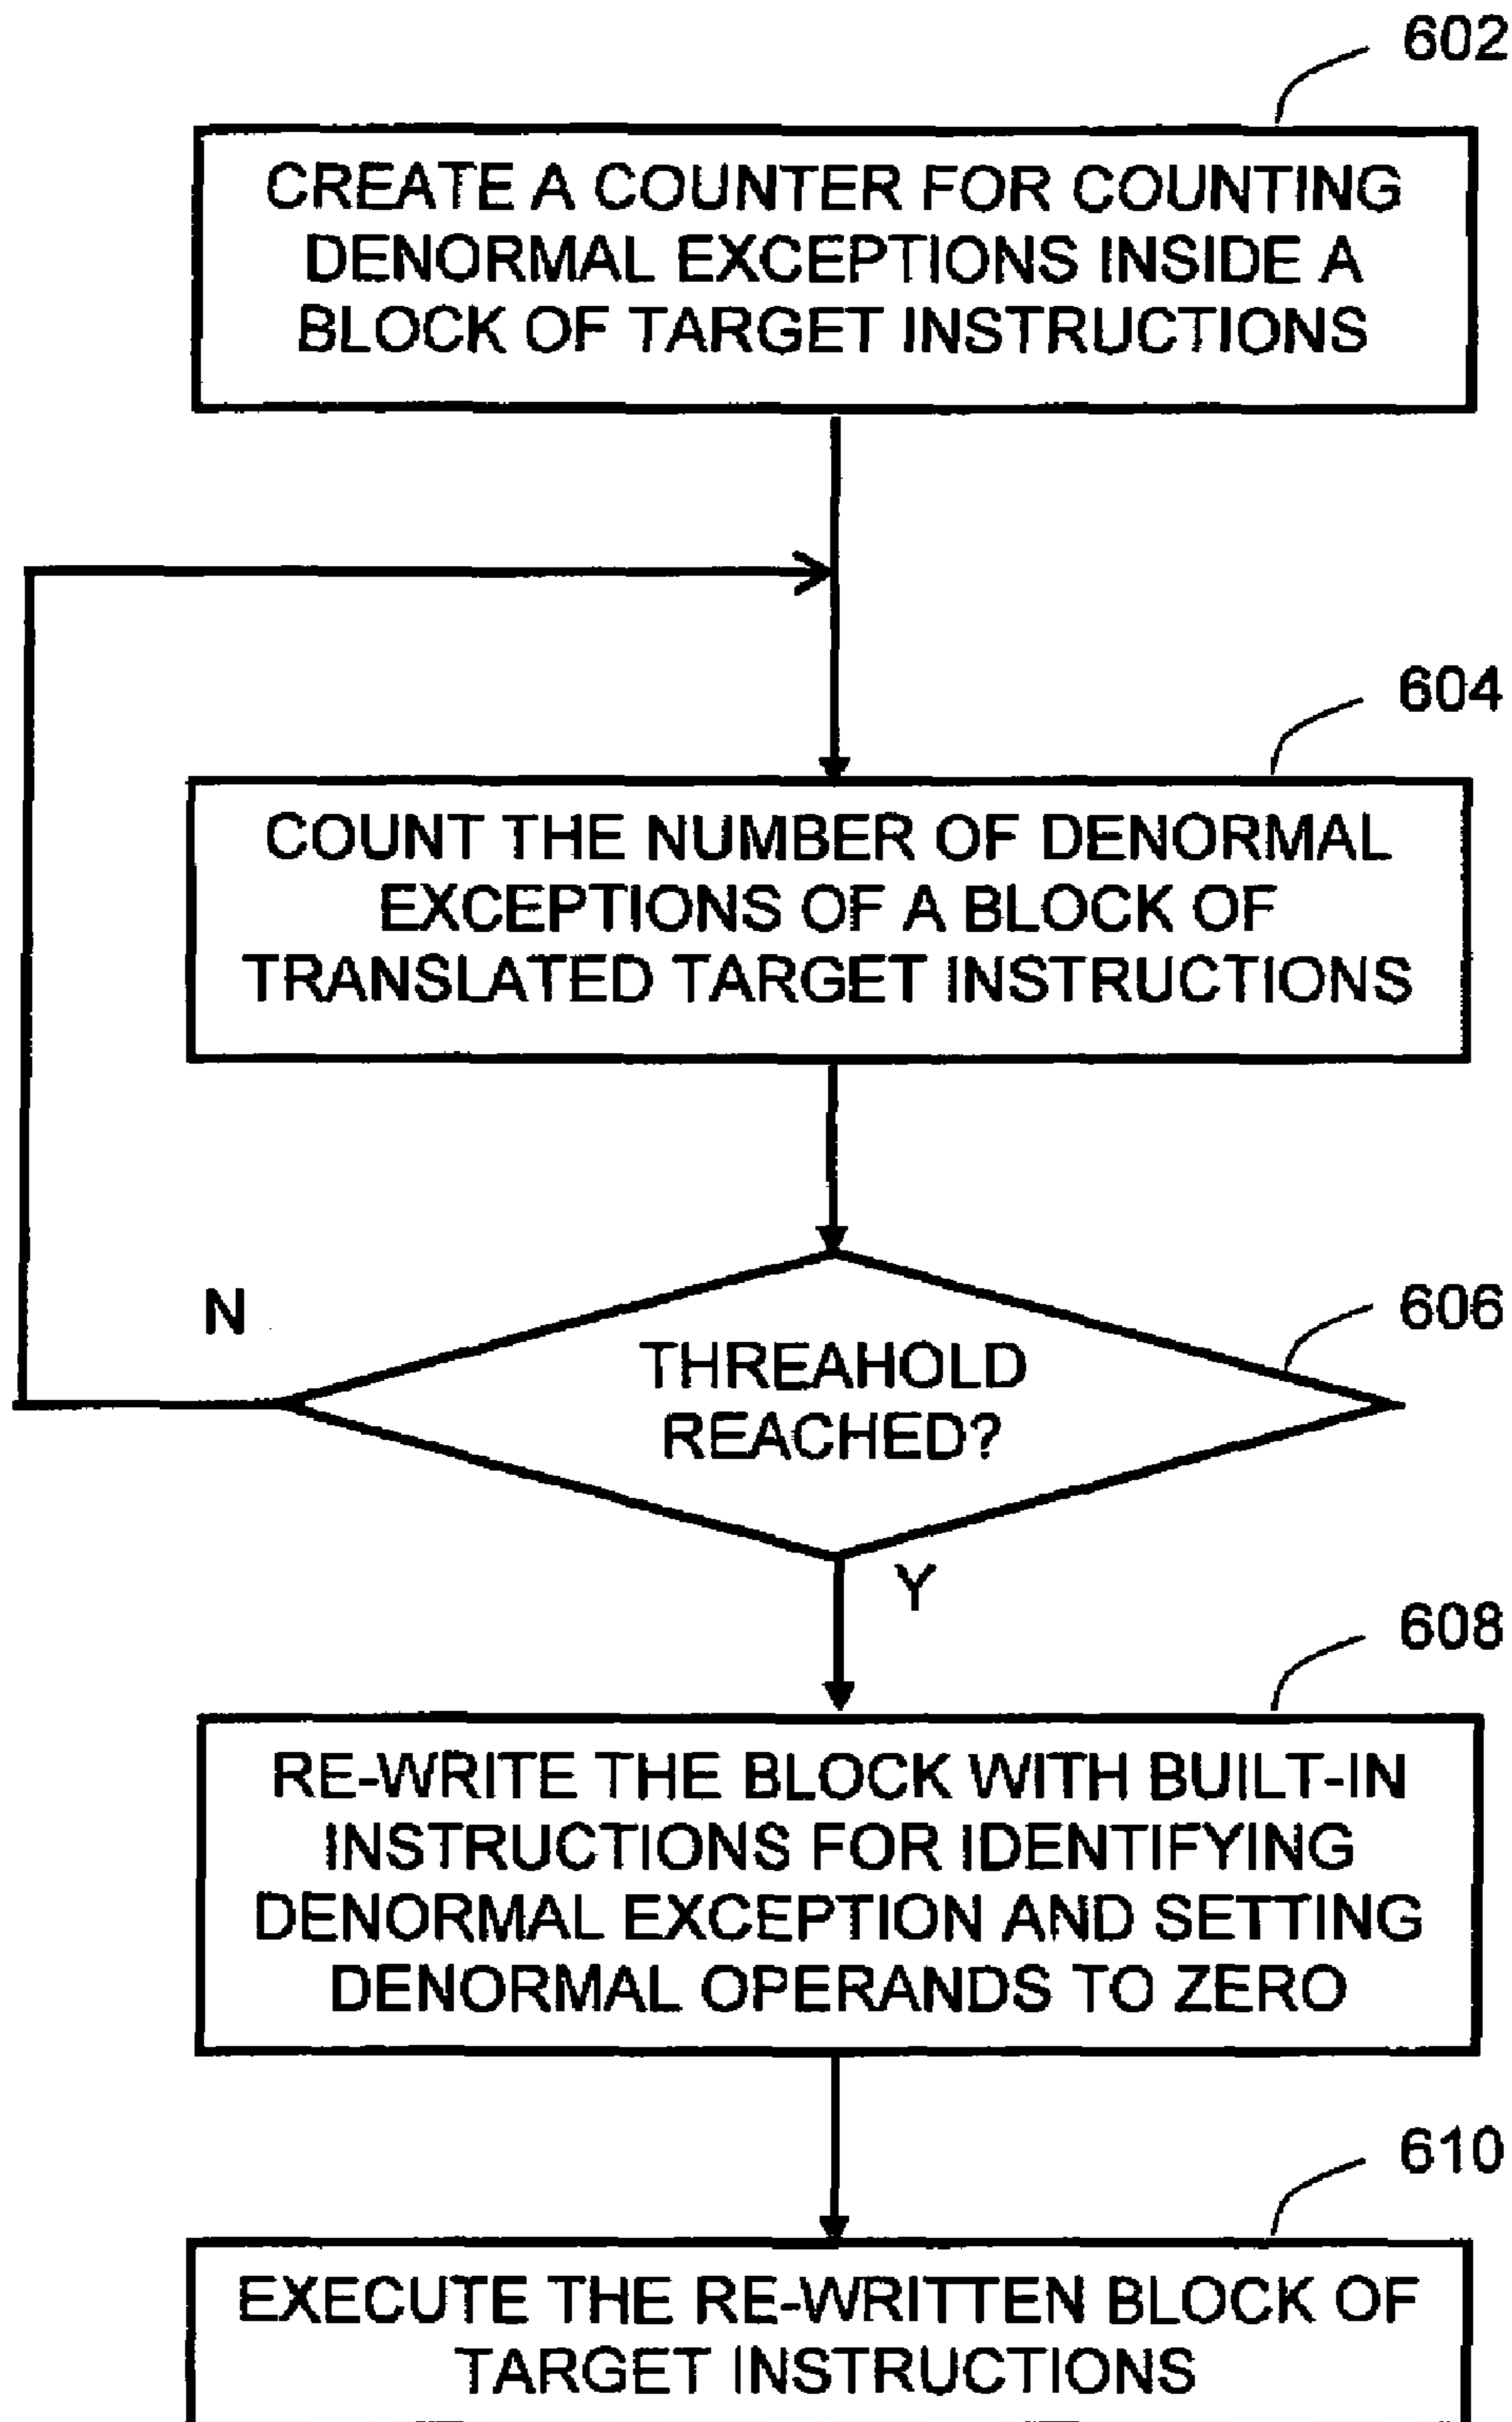 602
CREATE A COUNTER FOR COUNTING
DENORMAL EXCEPTIONS INSIDE A
BLOCK OF TARGET INSTRUCTIONS
604
COUNT THE NUMBER OF DENORMAL
EXCEPTIONS OF A BLOCK OF
TRANSLATED TARGET INSTRUCTIONS
N
606
THREAHOLD
REACHED?
Y
608
RE-WRITE THE BLOCK WITH BUILT-IN
INSTRUCTIONS FOR IDENTIFYING
DENORMAL EXCEPTION AND SETTING
DENORMAL OPERANDS TO ZERO
610
EXECUTE THE RE-WRITTEN BLOCK OF
TARGET INSTRUCTIONS